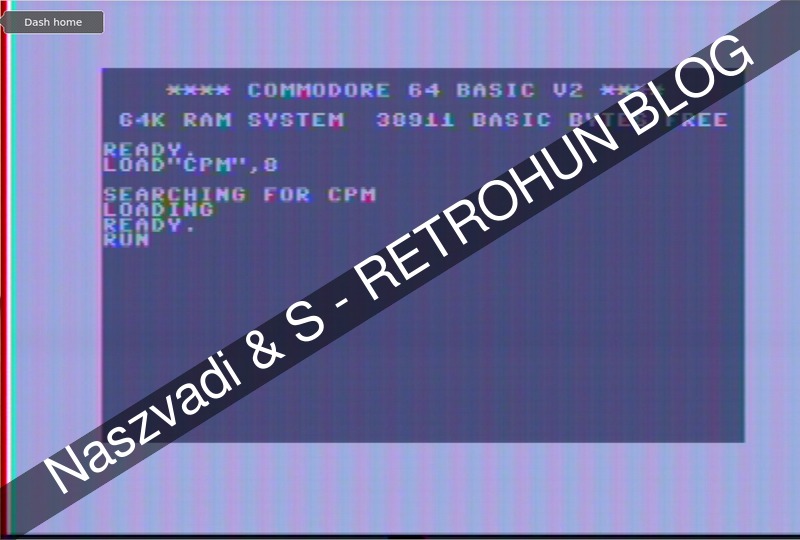 Dash home
**** COMMODORE 64 BASIC V2 ****
64K RAM SYSTEM 38911 BASIC BYTES FREE
READY.
LOAD"CPM",8
SEARCHING FOR CPM
LOADING
READY.
RUN
Naszvadi & S - RETROHUN BLOG